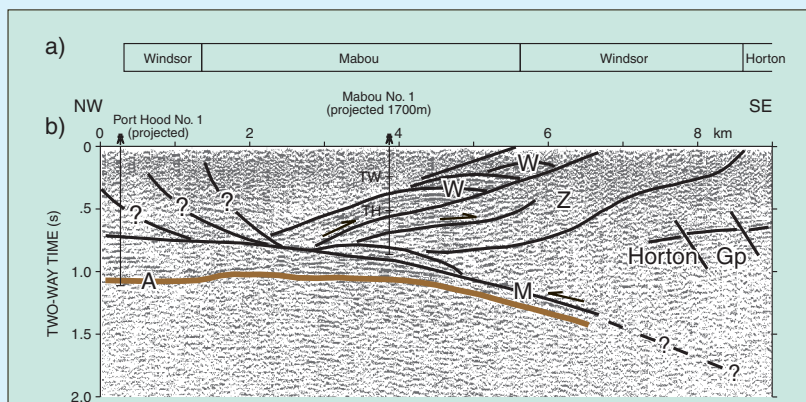 a)
Windsor Mabou Windsor Horton
NW Mabou No. 1 SE
(projected 1700m)
b) Port Hood No. 1
(projected)
0 2 4 6 8 km
0
TW W W
.5
TH
? ? ? Z
Horton Gp
1.0
A M
1.5
? ?
2.0
TWO-WAY TIME (s)